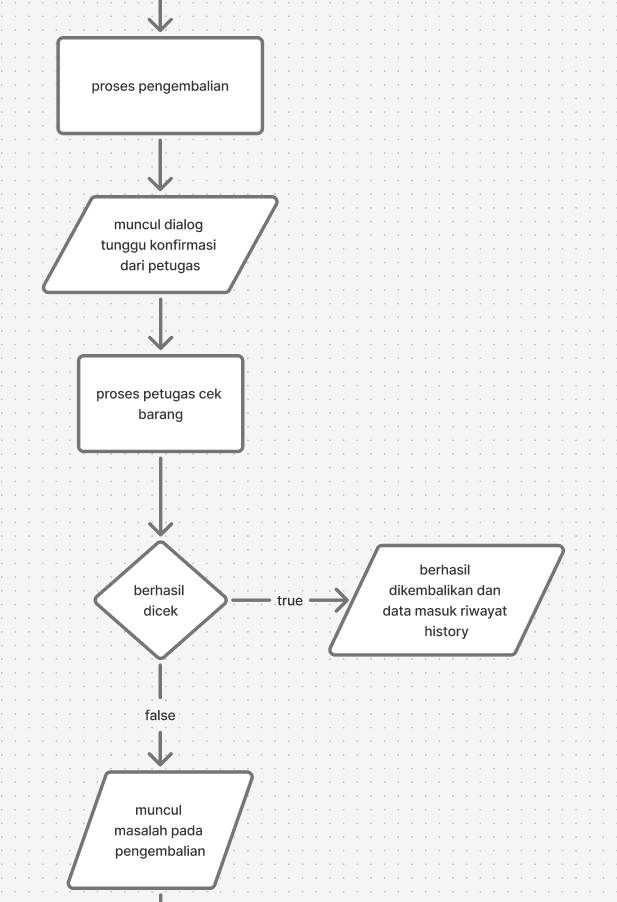 proses pengembalian
muncul dialog
tunggu konfirmasi
dari petugas
proses petugas cek
barang
berhasil
dicek
true
berhasil
dikembalikan dan
data masuk riwayat
history
false
muncul
masalah pada
pengembalian